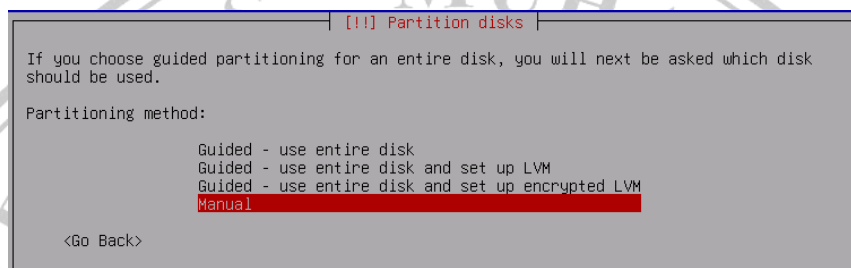 [!!] Partition disks
If you choose guided partitioning for an entire disk, you will next be asked which disk
should be used.
Partitioning method:
Guided - use entire disk
Guided - use entire disk and set up LVM
Guided - use entire disk and set up encrypted LVM
Manual
<Go Back>